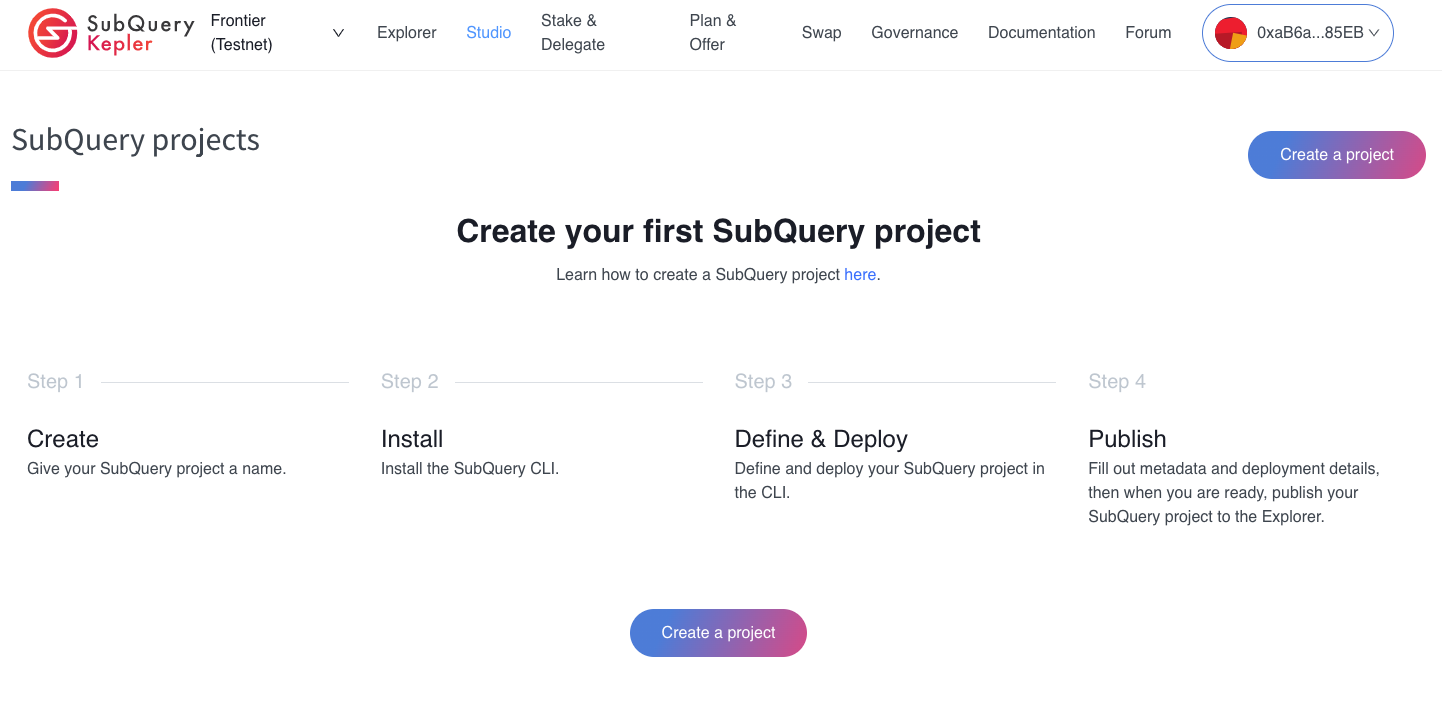 SubQuery
Kepler
Frontier
(Testnet)
Explorer
Studio
Stake &
Delegate
Plan &
Offer
Swap
Governance
Documentation
Forum
0xaB6a...85EB
SubQuery projects
Create a project
Create your first SubQuery project
Learn how to create a SubQuery project here.
Step 1
Create
Give your SubQuery project a name.
Step 2
Install
Install the SubQuery CLI.
Step 3
Define & Deploy
Define and deploy your SubQuery project in
the CLI.
Step 4
Publish
Fill out metadata and deployment details,
then when you are ready, publish your
SubQuery project to the Explorer.
Create a project